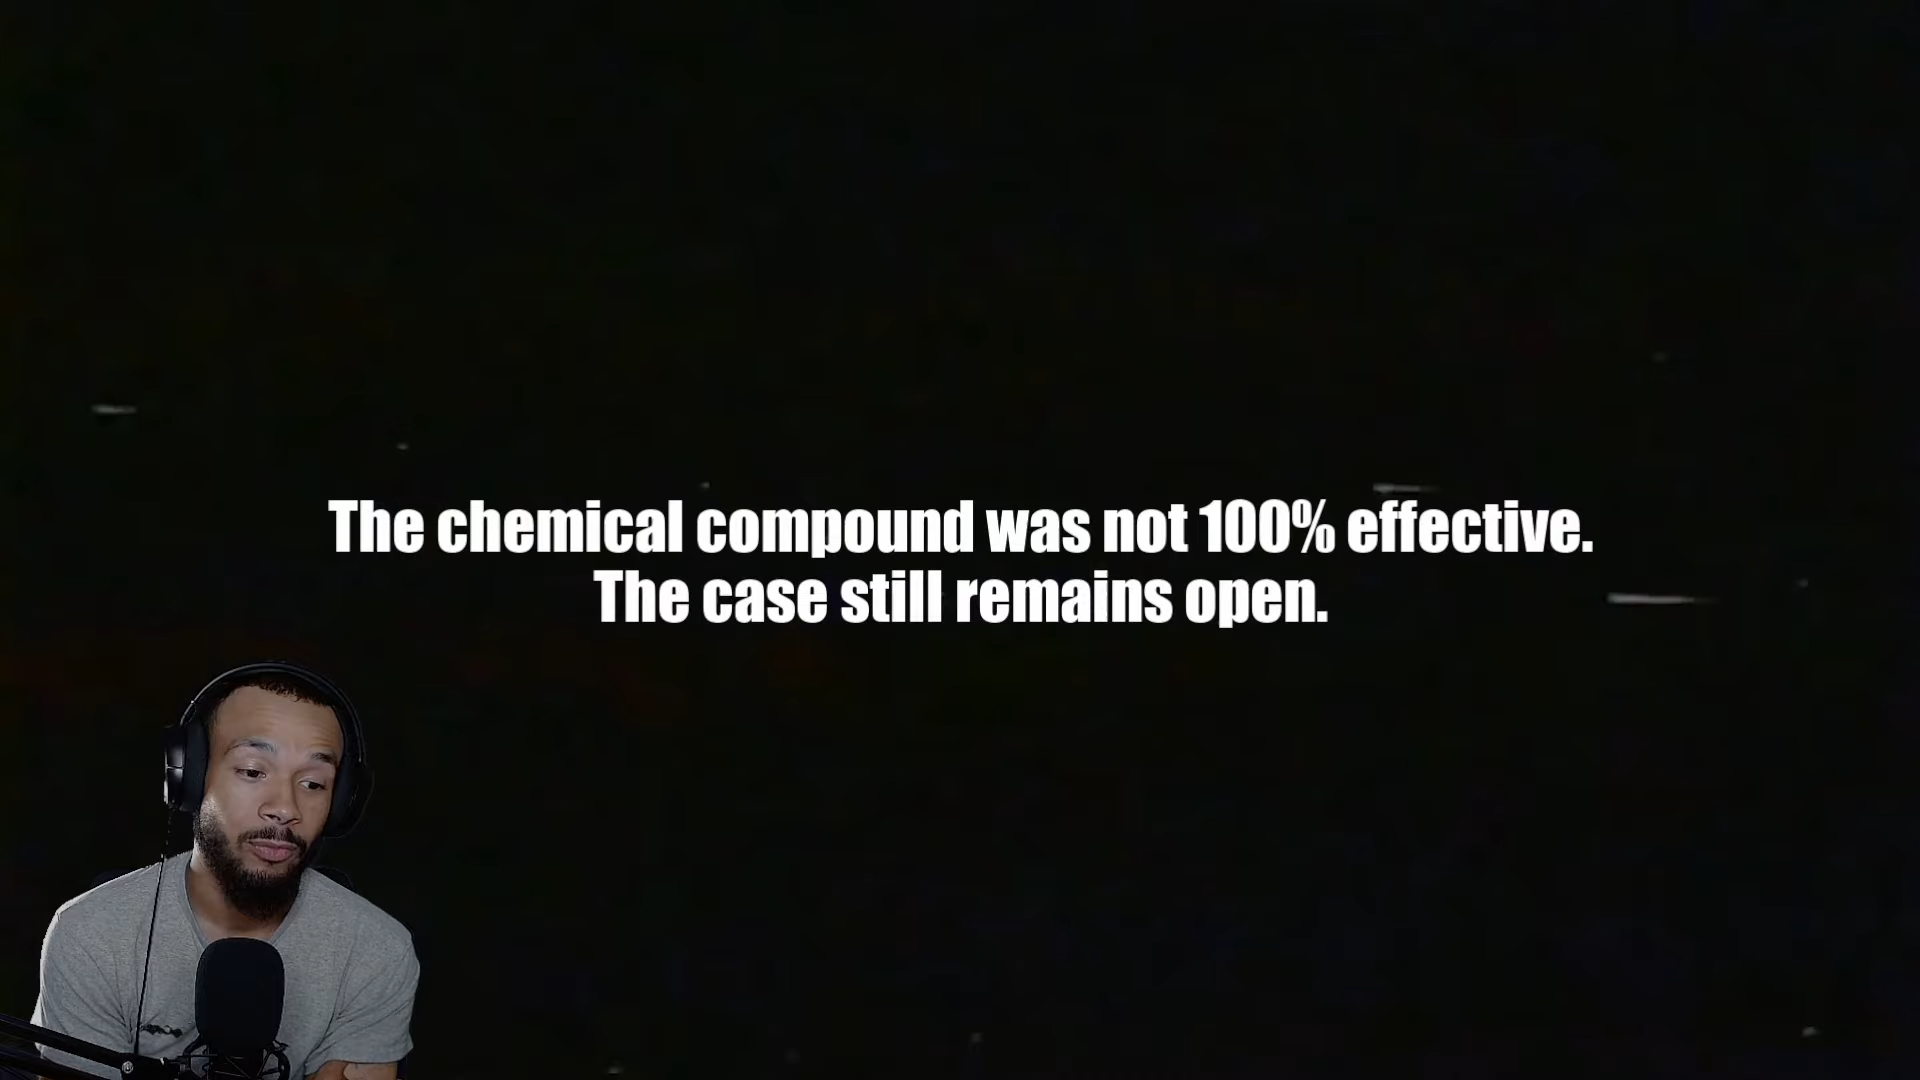 The chemical compound was not 100% effective.
The case still remains open.